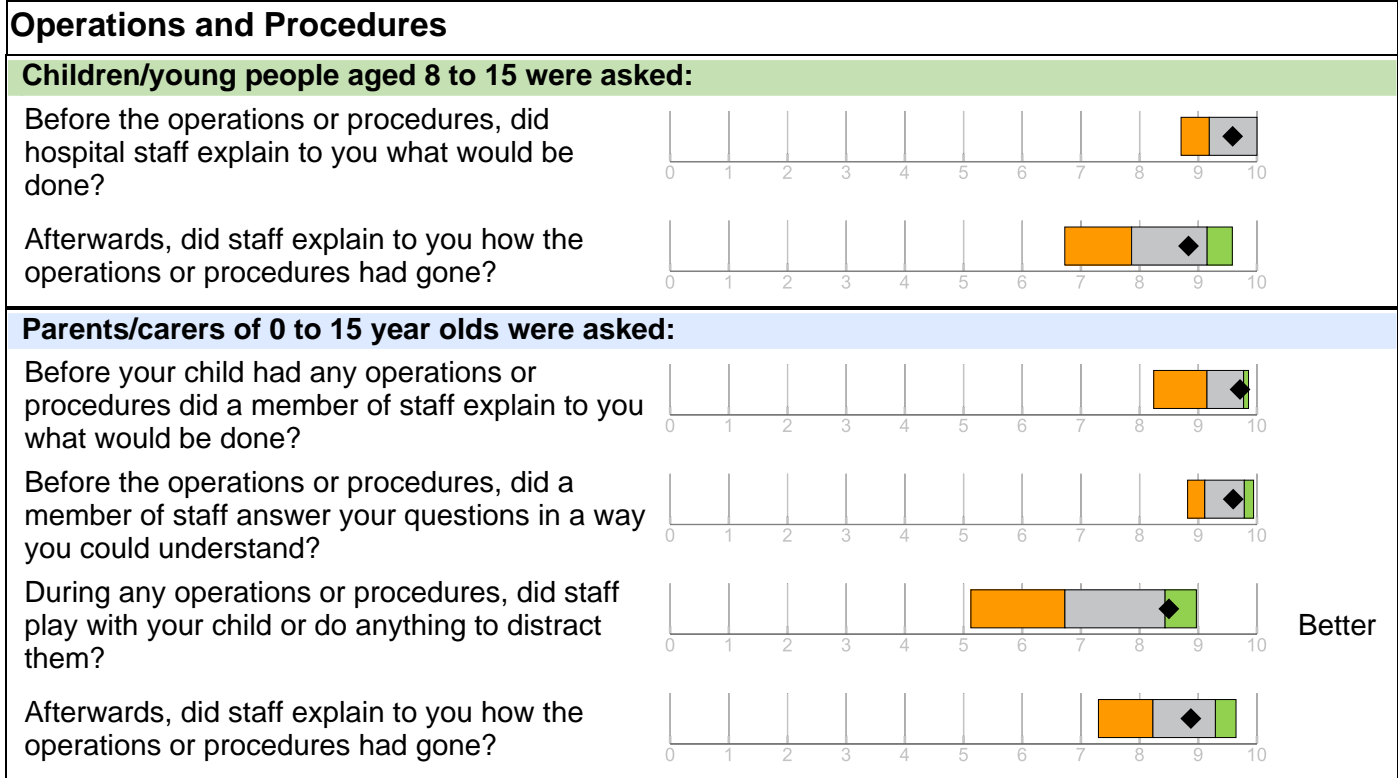 Operations and Procedures
Children/young people aged 8 to 15 were asked:
Before the operations or procedures, did
hospital staff explain to you what would be
done?
0 1 2 3 4 5 6 7 8 9 10
Afterwards, did staff explain to you how the
operations or procedures had gone?
0 1 2 3 4 5 6 7 8 9 10
Parents/carers of 0 to 15 year olds were asked:
Before your child had any operations or
procedures did a member of staff explain to you
what would be done?
0 1 2 3 4 5 6 7 8 9 10
Before the operations or procedures, did a
member of staff answer your questions in a way
you could understand?
0 1 2 3 4 5 6 7 8 9 10
During any operations or procedures, did staff
play with your child or do anything to distract
them?
0 1 2 3 4 5 6 7 8 9 10
Better
Afterwards, did staff explain to you how the
operations or procedures had gone?
0 1 2 3 4 5 6 7 8 9 10